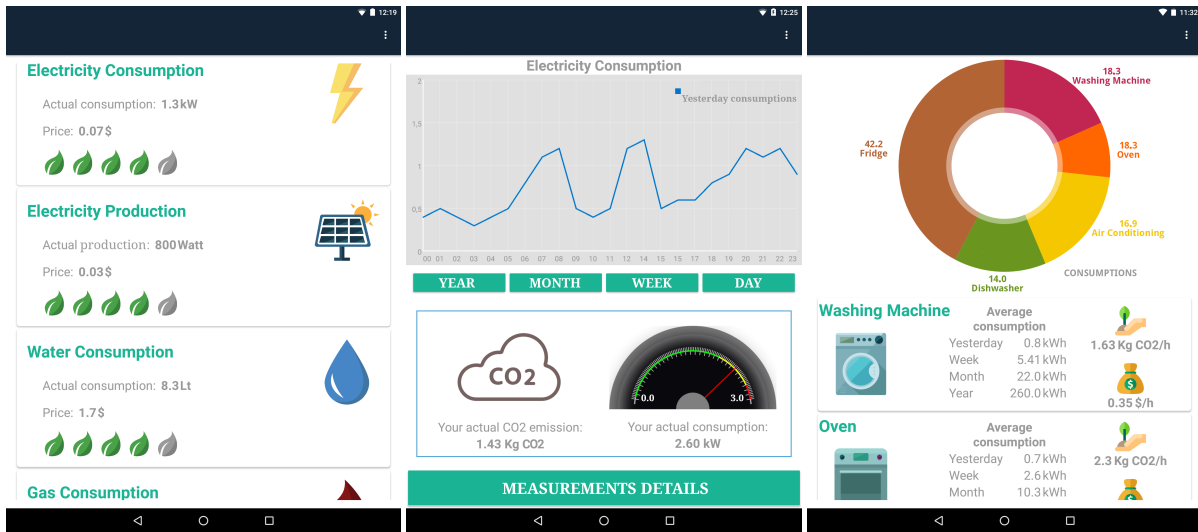 12:19
Electricity Consumption
Actual consumption: 1.3kW
Price: 0.07$
Electricity Production
Actual production: 800Watt
Price: 0.03$
Water Consumption
Actual consumption: 8.3Lt
Price: 1.7$
Gas Consumption
12:25
Electricity Consumption
Yesterday consumptions
2
1,5
1
0,5
0
00 01 02 03 04 05 06 07 08 09 10 11 12 14 15 15 16 17 18 19 20 21 22 23
YEAR MONTH WEEK DAY
CO2
0.0 3.0
Your actual CO2 emission:
1.43 Kg CO2
Your actual consumption:
2.60 kW
MEASUREMENTS DETAILS
11:32
18.3
Washing Machine
18.3
Oven
42.2
Fridge
16.9
Air Conditioning
14.0
Dishwasher
CONSUMPTIONS
Washing Machine
Average
consumption
Yesterday 0.8kWh
Week 5.41kWh
Month 22.0kWh
Year 260.0kWh
1.63 Kg CO2/h
$
0.35 $/h
Oven
Average
consumption
Yesterday 0.7kWh
Week 2.6kWh
Month 10.3kWh
2.3 Kg CO2/h
$